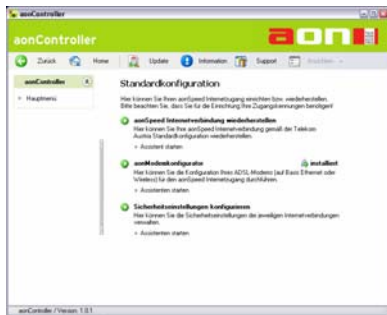 aonController
aonController
aon
Zurück Home Update Information Support
aonController
Hauptmenü
Standardkonfiguration
Hier können Sie Ihren aonSpeed Internetzugang einrichten bzw. wiederherstellen.
Bitte beachten Sie, dass Sie für die Einrichtung Ihre Zugangskennungen benötigen!
aonSpeed Internetverbindung wiederherstellen
Hier können Sie Ihre aonSpeed Internetverbindung gemäß der Telekom
Austria Standardkonfiguration wiederherstellen.
» Assistent starten
aonModemkonfigurator installiert
Hier können Sie die Konfiguration Ihres ADSL-Modems (auf Basis Ethernet oder
Wireless) für den aonSpeed Internetzugang durchführen.
» Assistenten starten
Sicherheitseinstellungen konfigurieren
Hier können Sie die Sicherheitseinstellungen der jeweiligen Internetverbindungen
verwalten.
» Assistenten starten
aonController / Version: 1.0.1